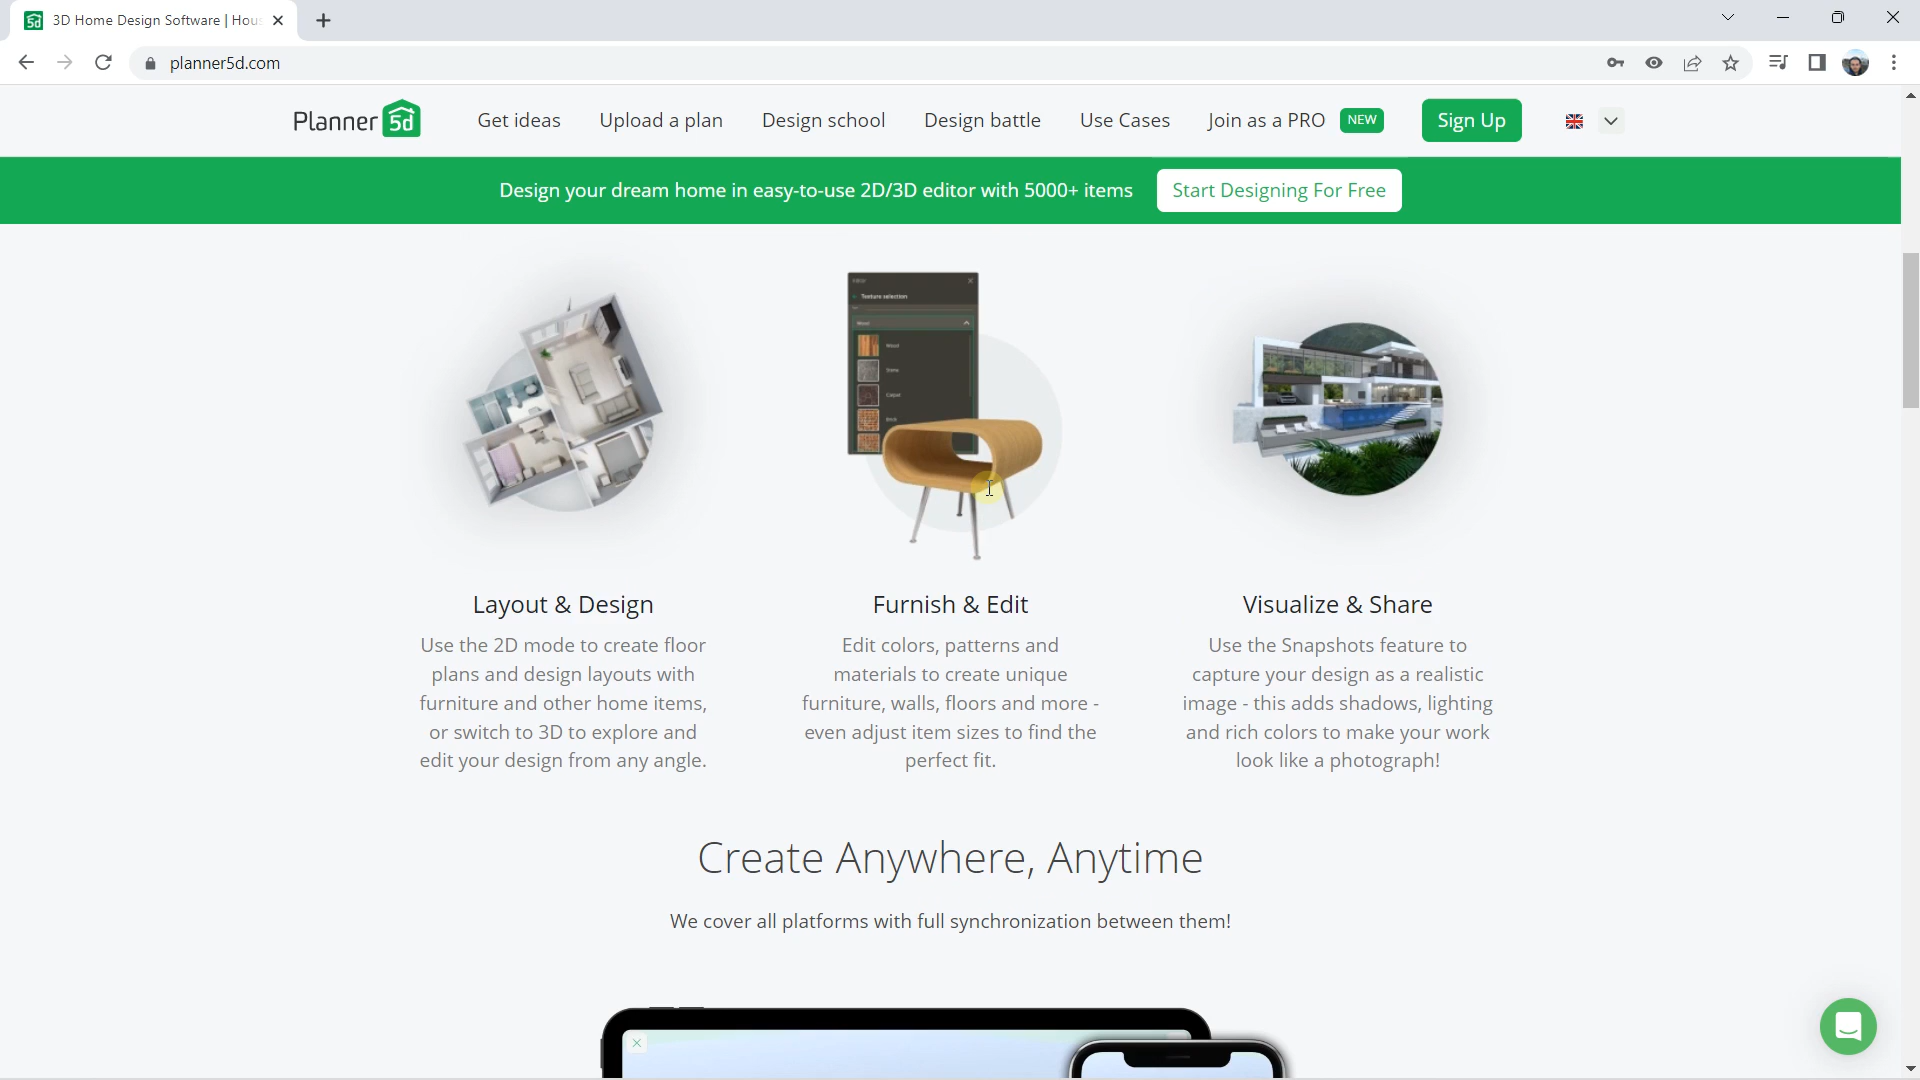 3D Home Design Software | Hou
planner5d.com
Planner 5d
Get ideas
Upload a plan
Design school
Design battle
Use Cases
Join as a PRO
NEW
Sign Up
Design your dream home in easy-to-use 2D/3D editor with 5000+ items
Start Designing For Free
Texture selection
Wood
Wood
Stone
Carpet
Brick
Layout & Design
Use the 2D mode to create floor
plans and design layouts with
furniture and other home items,
or switch to 3D to explore and
edit your design from any angle.
Furnish & Edit
Edit colors, patterns and
materials to create unique
furniture, walls, floors and more -
even adjust item sizes to find the
perfect fit.
Visualize & Share
Use the Snapshots feature to
capture your design as a realistic
image - this adds shadows, lighting
and rich colors to make your work
look like a photograph!
Create Anywhere, Anytime
We cover all platforms with full synchronization between them!